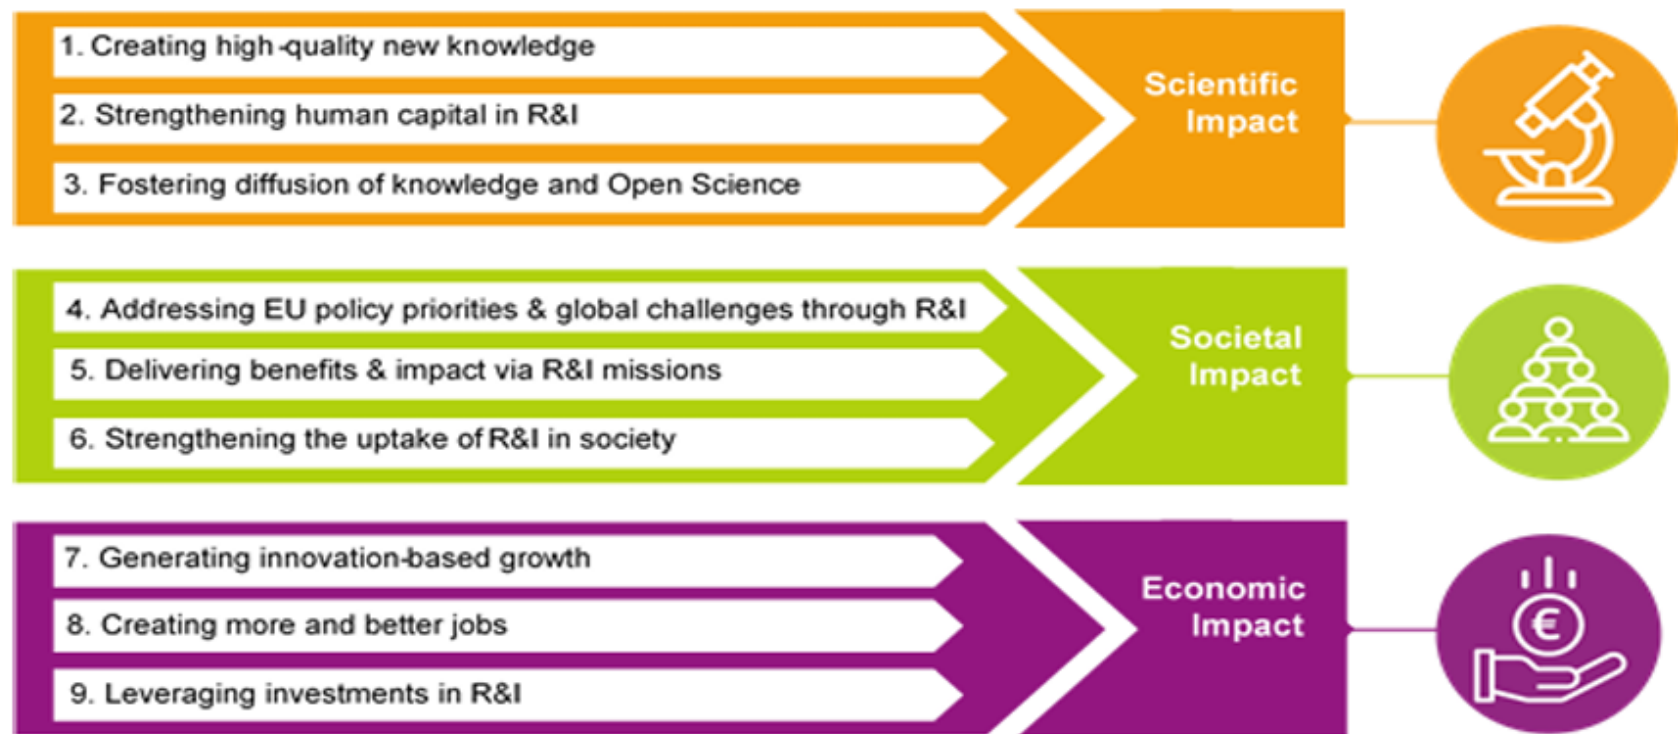 1. Creating high-quality new knowledge
2. Strengthening human capital in R&I
3. Fostering diffusion of knowledge and Open Science
Scientific
Impact
4. Addressing EU policy priorities & global challenges through R&I
5. Delivering benefits & impact via R&I missions
6. Strengthening the uptake of R&I in society
Societal
Impact
7. Generating innovation-based growth
8. Creating more and better jobs
9. Leveraging investments in R&I
Economic
Impact
€